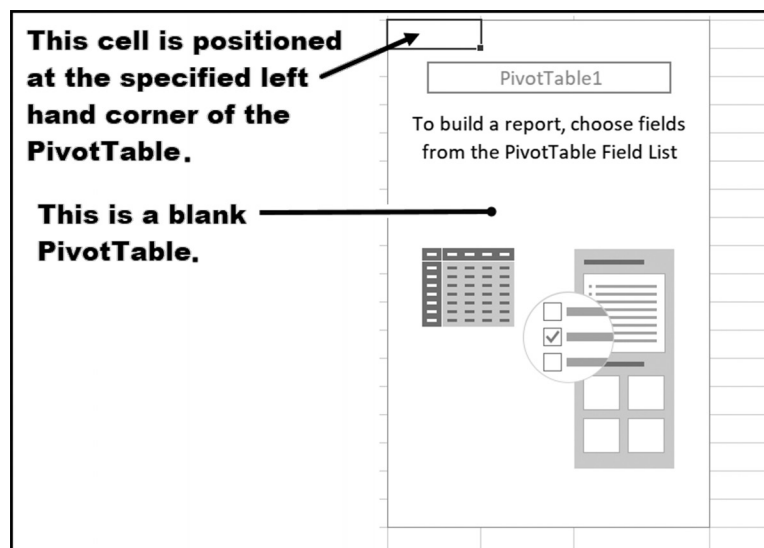 This cell is positioned
at the specified left
hand corner of the
PivotTable.
PivotTable1
To build a report, choose fields
from the PivotTable Field List
This is a blank
PivotTable.